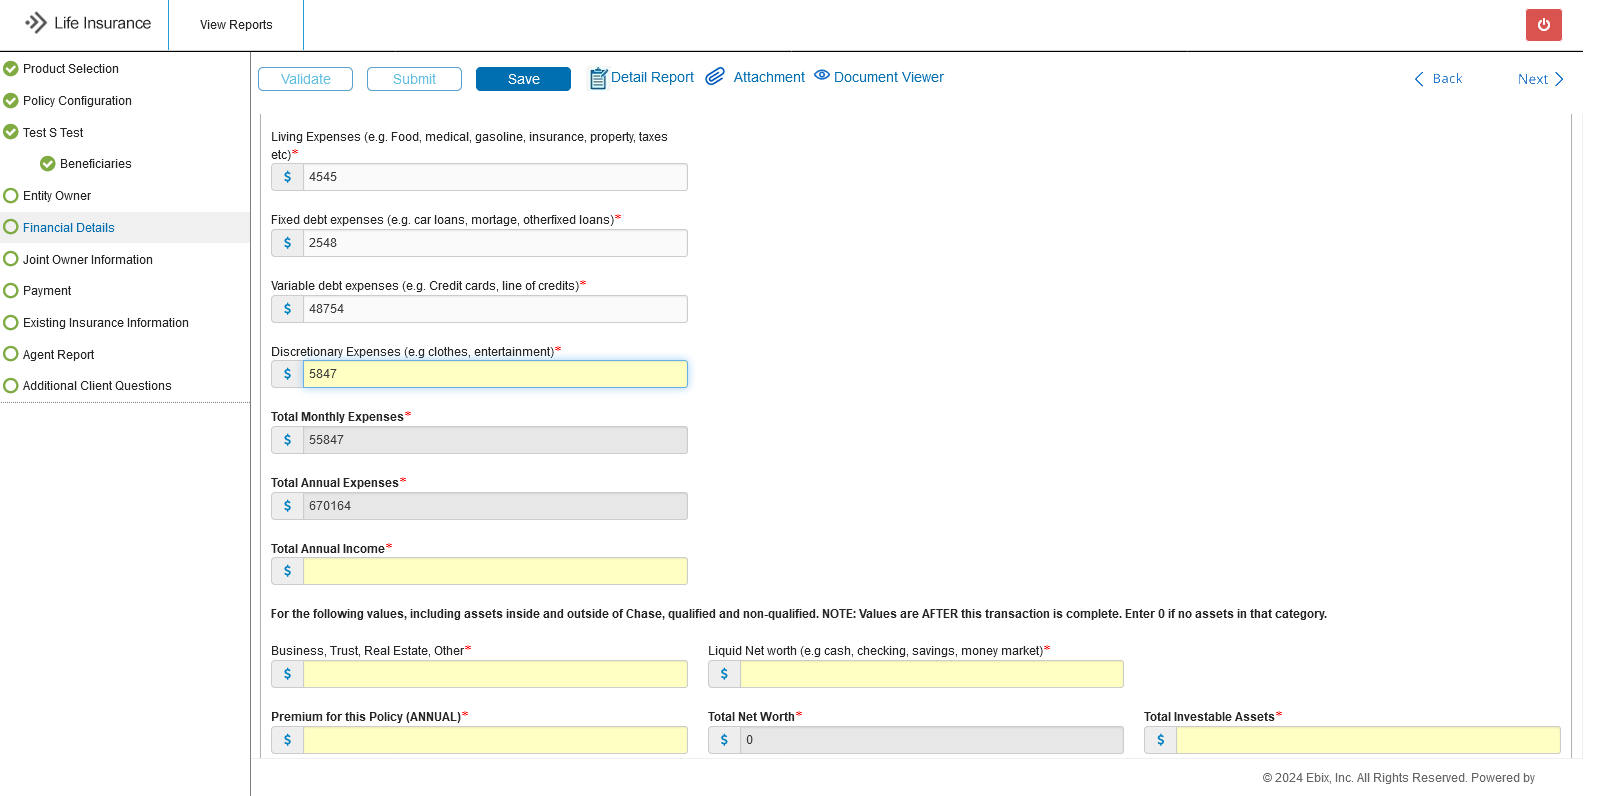 Life Insurance
View Reports
Product Selection
Policy Configuration
Test S Test
Beneficiaries
Entity Owner
Financial Details
Joint Owner Information
Payment
Existing Insurance Information
Agent Report
Additional Client Questions
Validate
Submit
Save
Detail Report
Attachment
Document Viewer
Back
Next
Living Expenses (e.g. Food, medical, gasoline, insurance, property, taxes
etc)*
$ 4545
Fixed debt expenses (e.g. car loans, mortage, otherfixed loans)*
$ 2548
Variable debt expenses (e.g. Credit cards, line of credits)*
$ 48754
Discretionary Expenses (e.g clothes, entertainment)*
$ 5847
Total Monthly Expenses*
$ 55847
Total Annual Expenses*
$ 670164
Total Annual Income*
$
For the following values, including assets inside and outside of Chase, qualified and non-qualified. NOTE: Values are AFTER this transaction is complete. Enter 0 if no assets in that category.
Business, Trust, Real Estate, Other*
$
Liquid Net worth (e.g cash, checking, savings, money market)*
$
Premium for this Policy (ANNUAL)*
$
Total Net Worth*
$ 0
Total Investable Assets*
$
© 2024 Ebix, Inc. All Rights Reserved. Powered by